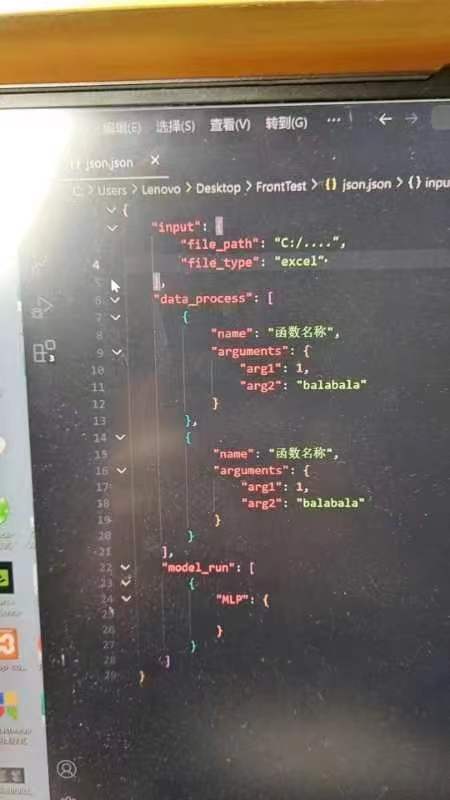 编辑(E) 选择(S) 查看(V) 转到(G) ···
{} json.json ×
C: > Users > Lenovo > Desktop > FrontTest > {} json.json > {} inpu
{
"input": {
"file_path": "C:/....",
4 "file_type": "excel"
5 },
6 "data_process": [
7 {
8 "name": "函数名称",
9 "arguments": {
10 "arg1": 1,
11 "arg2": "balabala"
12 }
13 },
14 {
15 "name": "函数名称",
16 "arguments": {
17 "arg1": 1,
18 "arg2": "balabala"
19 }
20 }
21 ],
22 "model_run": [
23 {
24 "MLP": {
25
26 }
27 }
28 ]
29 }